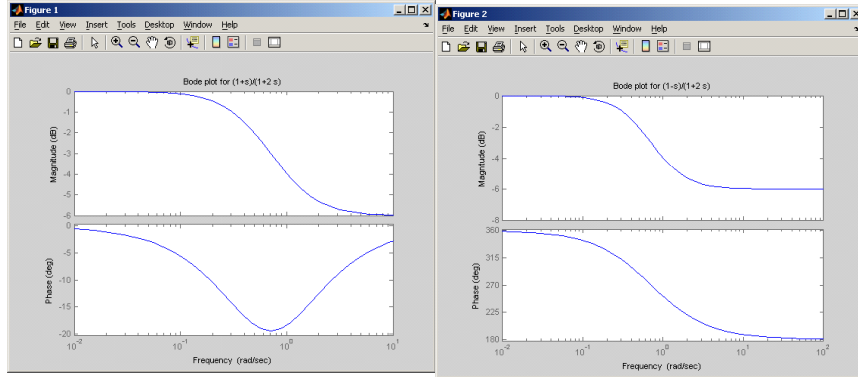 Figure 1
File Edit View Insert Tools Desktop Window Help
Bode plot for (1+s)/(1+2 s)
Magnitude (dB)
0
-1
-2
-3
-4
-5
-6
Phase (deg)
0
-5
-10
-15
-20
10^-2 10^-1 10^0 10^1
Frequency (rad/sec)
Figure 2
File Edit View Insert Tools Desktop Window Help
Bode plot for (1-s)/(1+2 s)
Magnitude (dB)
0
-2
-4
-6
-8
Phase (deg)
360
315
270
225
180
10^-2 10^-1 10^0 10^1 10^2
Frequency (rad/sec)